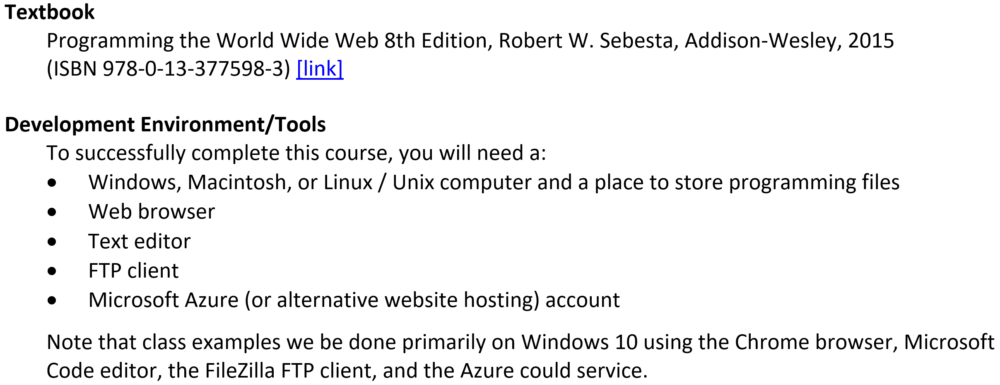 Textbook
Programming the World Wide Web 8th Edition, Robert W. Sebesta, Addison-Wesley, 2015
(ISBN 978-0-13-377598-3) [link]
Development Environment/Tools
To successfully complete this course, you will need a:
• Windows, Macintosh, or Linux / Unix computer and a place to store programming files
• Web browser
• Text editor
• FTP client
• Microsoft Azure (or alternative website hosting) account
Note that class examples we be done primarily on Windows 10 using the Chrome browser, Microsoft
Code editor, the FileZilla FTP client, and the Azure could service.